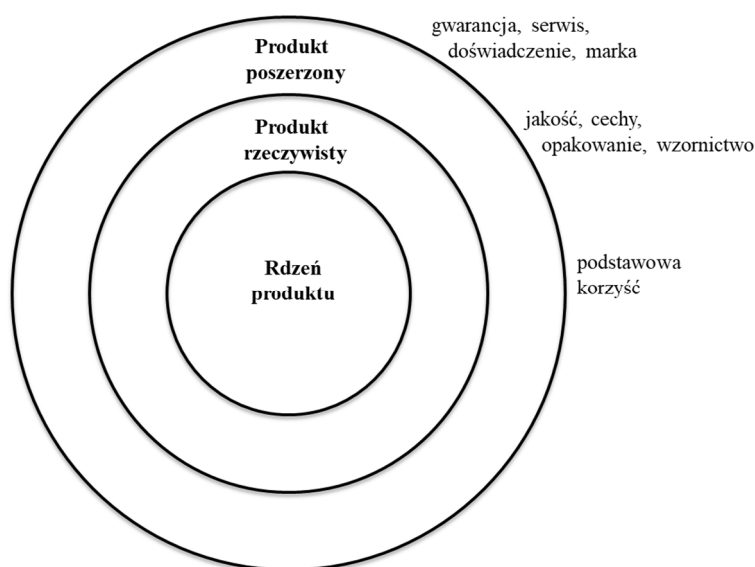 Produkt
poszerzony
gwarancja, serwis,
doświadczenie, marka
Produkt
rzeczywisty
jakość, cechy,
opakowanie, wzornictwo
Rdzeń
produktu
podstawowa
korzyść